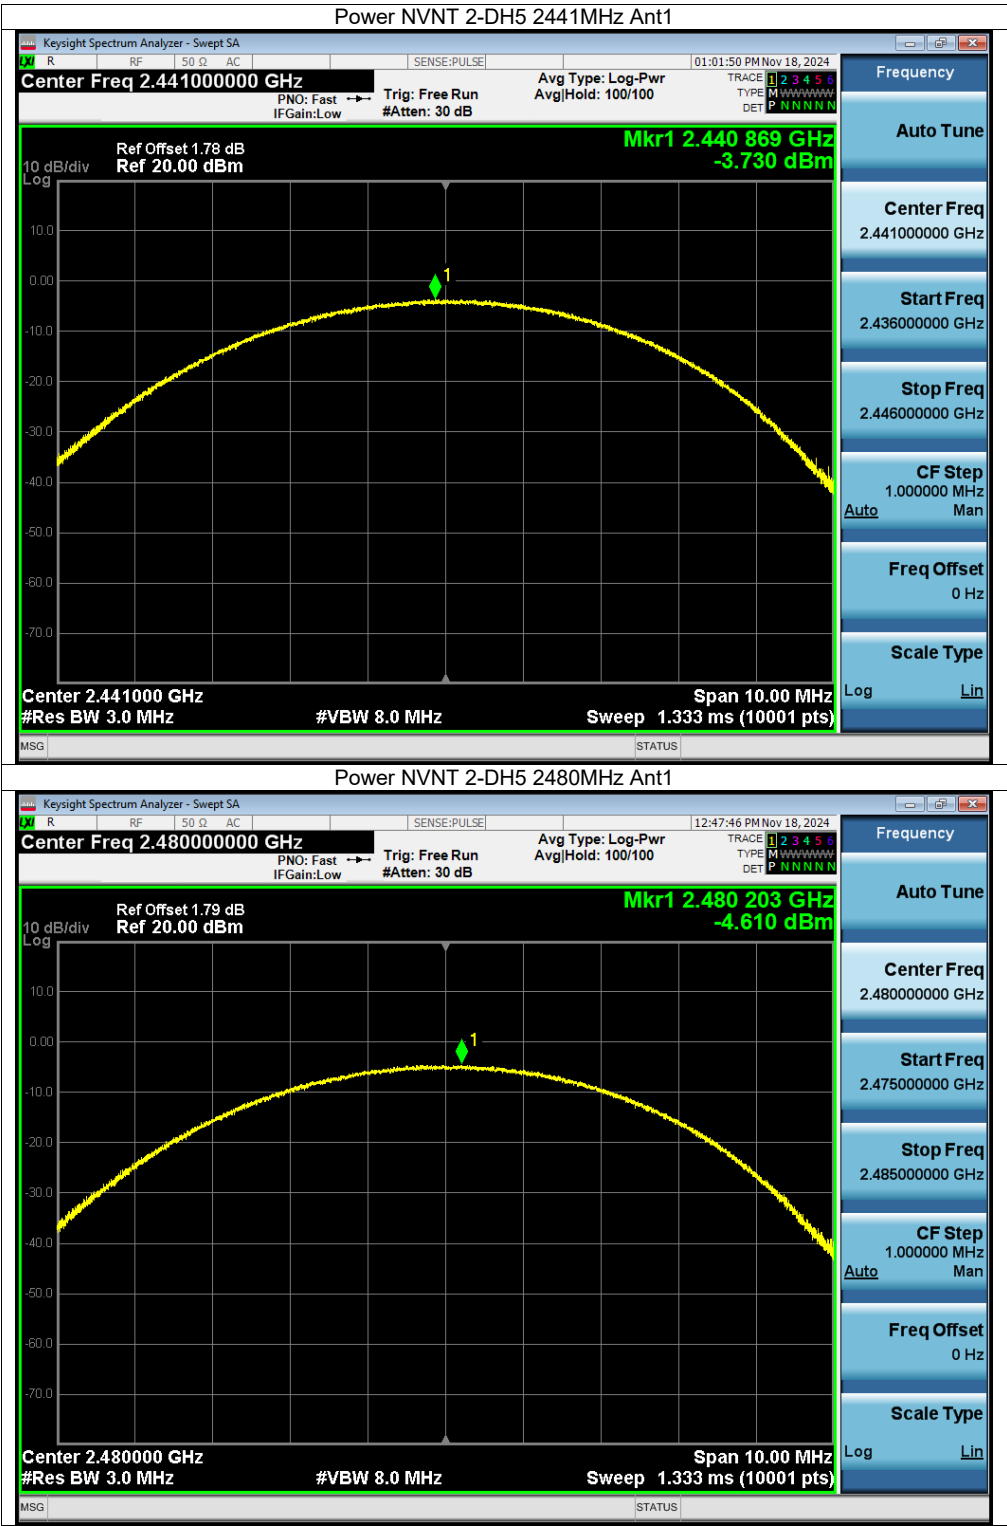 Power NVNT 2-DH5 2441MHz Ant1
Keysight Spectrum Analyzer - Swept SA
LXI R RF 50 Ω AC SENSE:PULSE 01:01:50 PM Nov 18, 2024
Center Freq 2.441000000 GHz
PNO: Fast
IFGain:Low
Trig: Free Run
#Atten: 30 dB
Avg Type: Log-Pwr
Avg|Hold: 100/100
TRACE 1 2 3 4 5 6
TYPE M WWWWW
DET P N N N N N
Mkr1 2.440 869 GHz
-3.730 dBm
Ref Offset 1.78 dB
10 dB/div Ref 20.00 dBm
Log
10.0
0.00
-10.0
-20.0
-30.0
-40.0
-50.0
-60.0
-70.0
1
Center 2.441000 GHz Span 10.00 MHz
#Res BW 3.0 MHz #VBW 8.0 MHz Sweep 1.333 ms (10001 pts)
MSG STATUS
Frequency
Auto Tune
Center Freq
2.441000000 GHz
Start Freq
2.436000000 GHz
Stop Freq
2.446000000 GHz
CF Step
1.000000 MHz
Auto Man
Freq Offset
0 Hz
Scale Type
Log Lin
Power NVNT 2-DH5 2480MHz Ant1
Keysight Spectrum Analyzer - Swept SA
LXI R RF 50 Ω AC SENSE:PULSE 12:47:46 PM Nov 18, 2024
Center Freq 2.480000000 GHz
PNO: Fast
IFGain:Low
Trig: Free Run
#Atten: 30 dB
Avg Type: Log-Pwr
Avg|Hold: 100/100
TRACE 1 2 3 4 5 6
TYPE M WWWWW
DET P N N N N N
Mkr1 2.480 203 GHz
-4.610 dBm
Ref Offset 1.79 dB
10 dB/div Ref 20.00 dBm
Log
10.0
0.00
-10.0
-20.0
-30.0
-40.0
-50.0
-60.0
-70.0
1
Center 2.480000 GHz Span 10.00 MHz
#Res BW 3.0 MHz #VBW 8.0 MHz Sweep 1.333 ms (10001 pts)
MSG STATUS
Frequency
Auto Tune
Center Freq
2.480000000 GHz
Start Freq
2.475000000 GHz
Stop Freq
2.485000000 GHz
CF Step
1.000000 MHz
Auto Man
Freq Offset
0 Hz
Scale Type
Log Lin